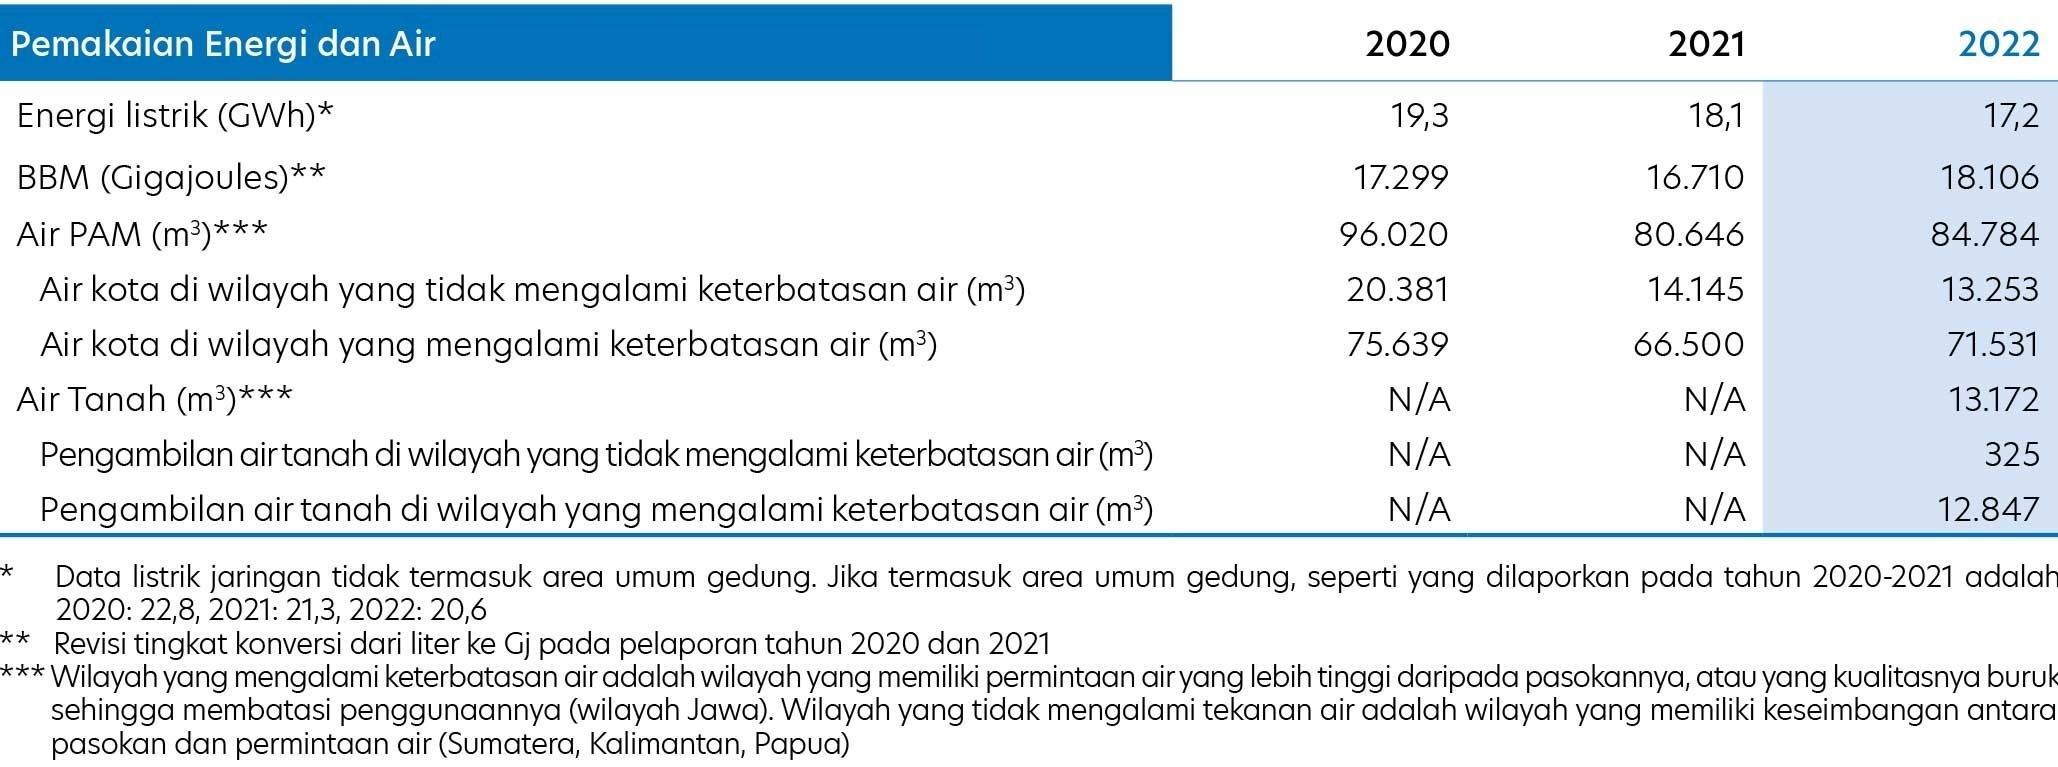 Pemakaian Energi dan Air 2020 2021 2022
Energi listrik (GWh)* 19,3 18,1 17,2
BBM (Gigajoules)** 17.299 16.710 18.106
Air PAM (m³)*** 96.020 80.646 84.784
Air kota di wilayah yang tidak mengalami keterbatasan air (m³) 20.381 14.145 13.253
Air kota di wilayah yang mengalami keterbatasan air (m³) 75.639 66.500 71.531
Air Tanah (m³)*** N/A N/A 13.172
Pengambilan air tanah di wilayah yang tidak mengalami keterbatasan air (m³) N/A N/A 325
Pengambilan air tanah di wilayah yang mengalami keterbatasan air (m³) N/A N/A 12.847
* Data listrik jaringan tidak termasuk area umum gedung. Jika termasuk area umum gedung, seperti yang dilaporkan pada tahun 2020-2021 adalah
2020: 22,8, 2021: 21,3, 2022: 20,6
** Revisi tingkat konversi dari liter ke Gj pada pelaporan tahun 2020 dan 2021
*** Wilayah yang mengalami keterbatasan air adalah wilayah yang memiliki permintaan air yang lebih tinggi daripada pasokannya, atau yang kualitasnya buruk
sehingga membatasi penggunaannya (wilayah Jawa). Wilayah yang tidak mengalami tekanan air adalah wilayah yang memiliki keseimbangan antara
pasokan dan permintaan air (Sumatera, Kalimantan, Papua)